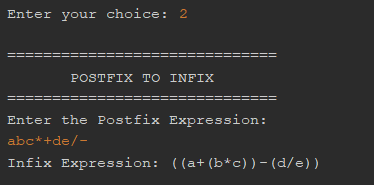 Enter your choice: 2
==============================
POSTFIX TO INFIX
==============================
Enter the Postfix Expression:
abc*+de/-
Infix Expression: ((a+(b*c))-(d/e))